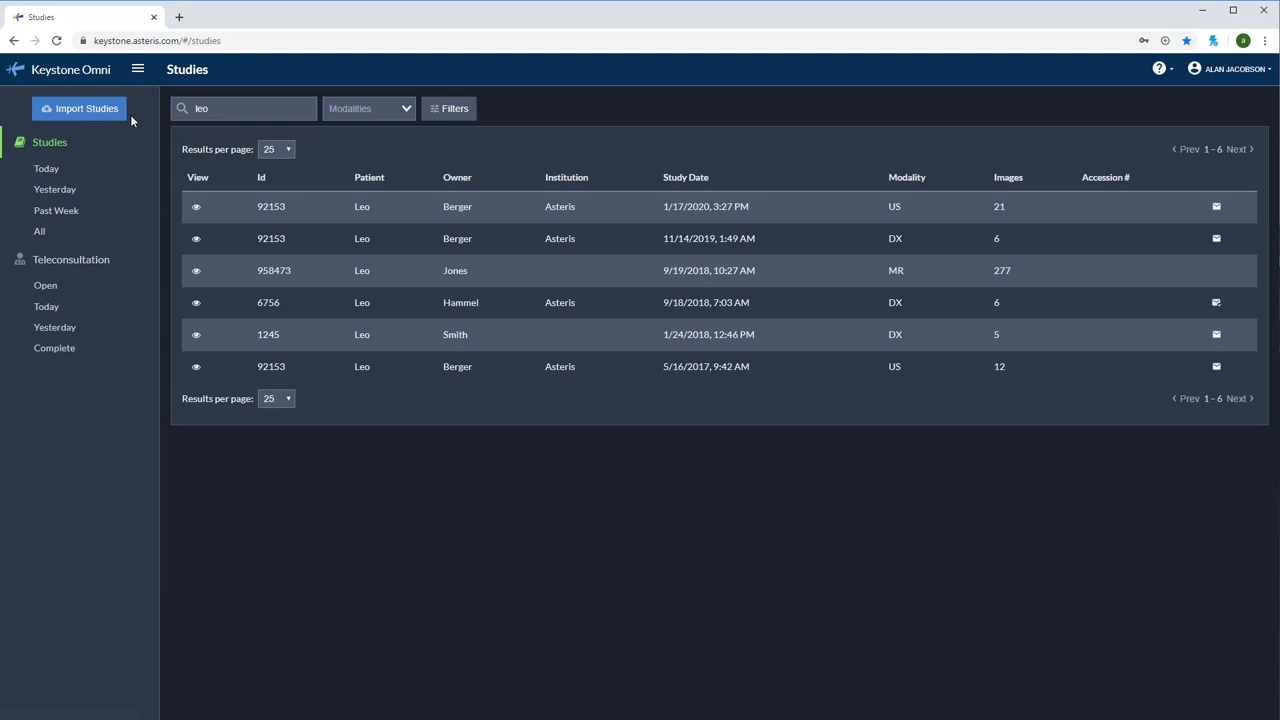 Studies
keystone.asteris.com/#/studies
a
Keystone Omni
Studies
ALAN JACOBSON
Import Studies
Studies
Today
Yesterday
Past Week
All
Teleconsultation
Open
Today
Yesterday
Complete
leo
Modalities
Filters
Results per page: 25
Prev 1 – 6 Next
View Id Patient Owner Institution Study Date Modality Images Accession #
92153 Leo Berger Asteris 1/17/2020, 3:27 PM US 21
92153 Leo Berger Asteris 11/14/2019, 1:49 AM DX 6
958473 Leo Jones 9/19/2018, 10:27 AM MR 277
6756 Leo Hammel Asteris 9/18/2018, 7:03 AM DX 6
1245 Leo Smith 1/24/2018, 12:46 PM DX 5
92153 Leo Berger Asteris 5/16/2017, 9:42 AM US 12
Results per page: 25
Prev 1 – 6 Next